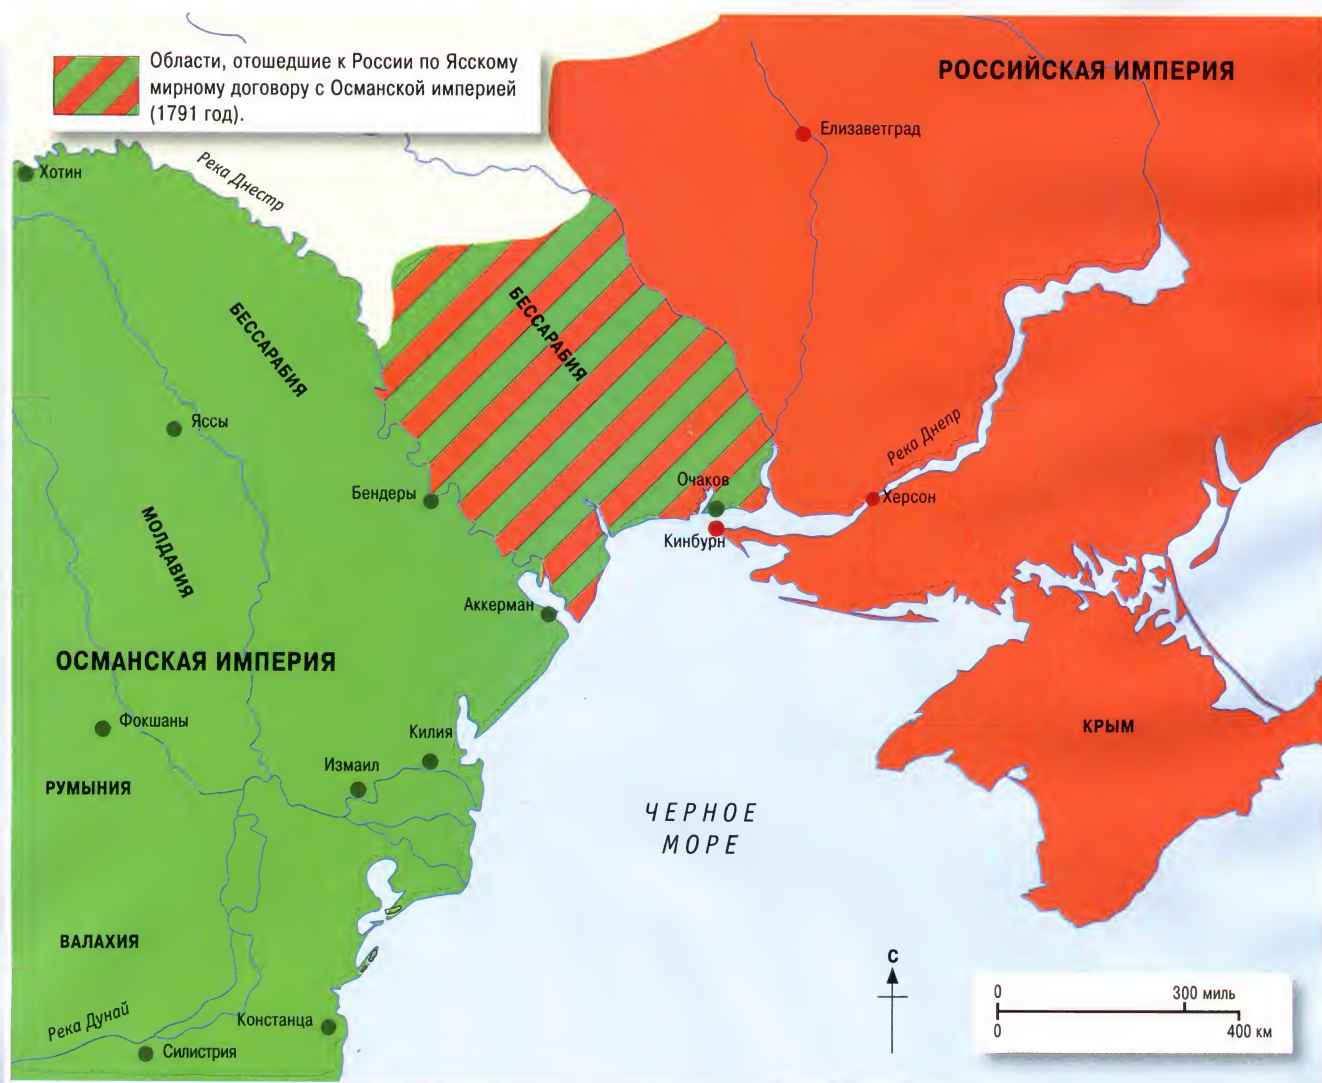 Области, отошедшие к России по Ясскому
мирному договору с Османской империей
(1791 год).
РОССИЙСКАЯ ИМПЕРИЯ
Елизаветград
Хотин
Река Днестр
БЕССАРАБИЯ
БЕССАРАБИЯ
Яссы
Река Днепр
Бендеры
Очаков
Херсон
Кинбурн
МОЛДАВИЯ
Аккерман
ОСМАНСКАЯ ИМПЕРИЯ
Фокшаны
Килия
КРЫМ
Измаил
РУМЫНИЯ
ЧЕРНОЕ
МОРЕ
ВАЛАХИЯ
С
0 300 миль
0 400 км
Река Дунай
Констанца
Силистрия